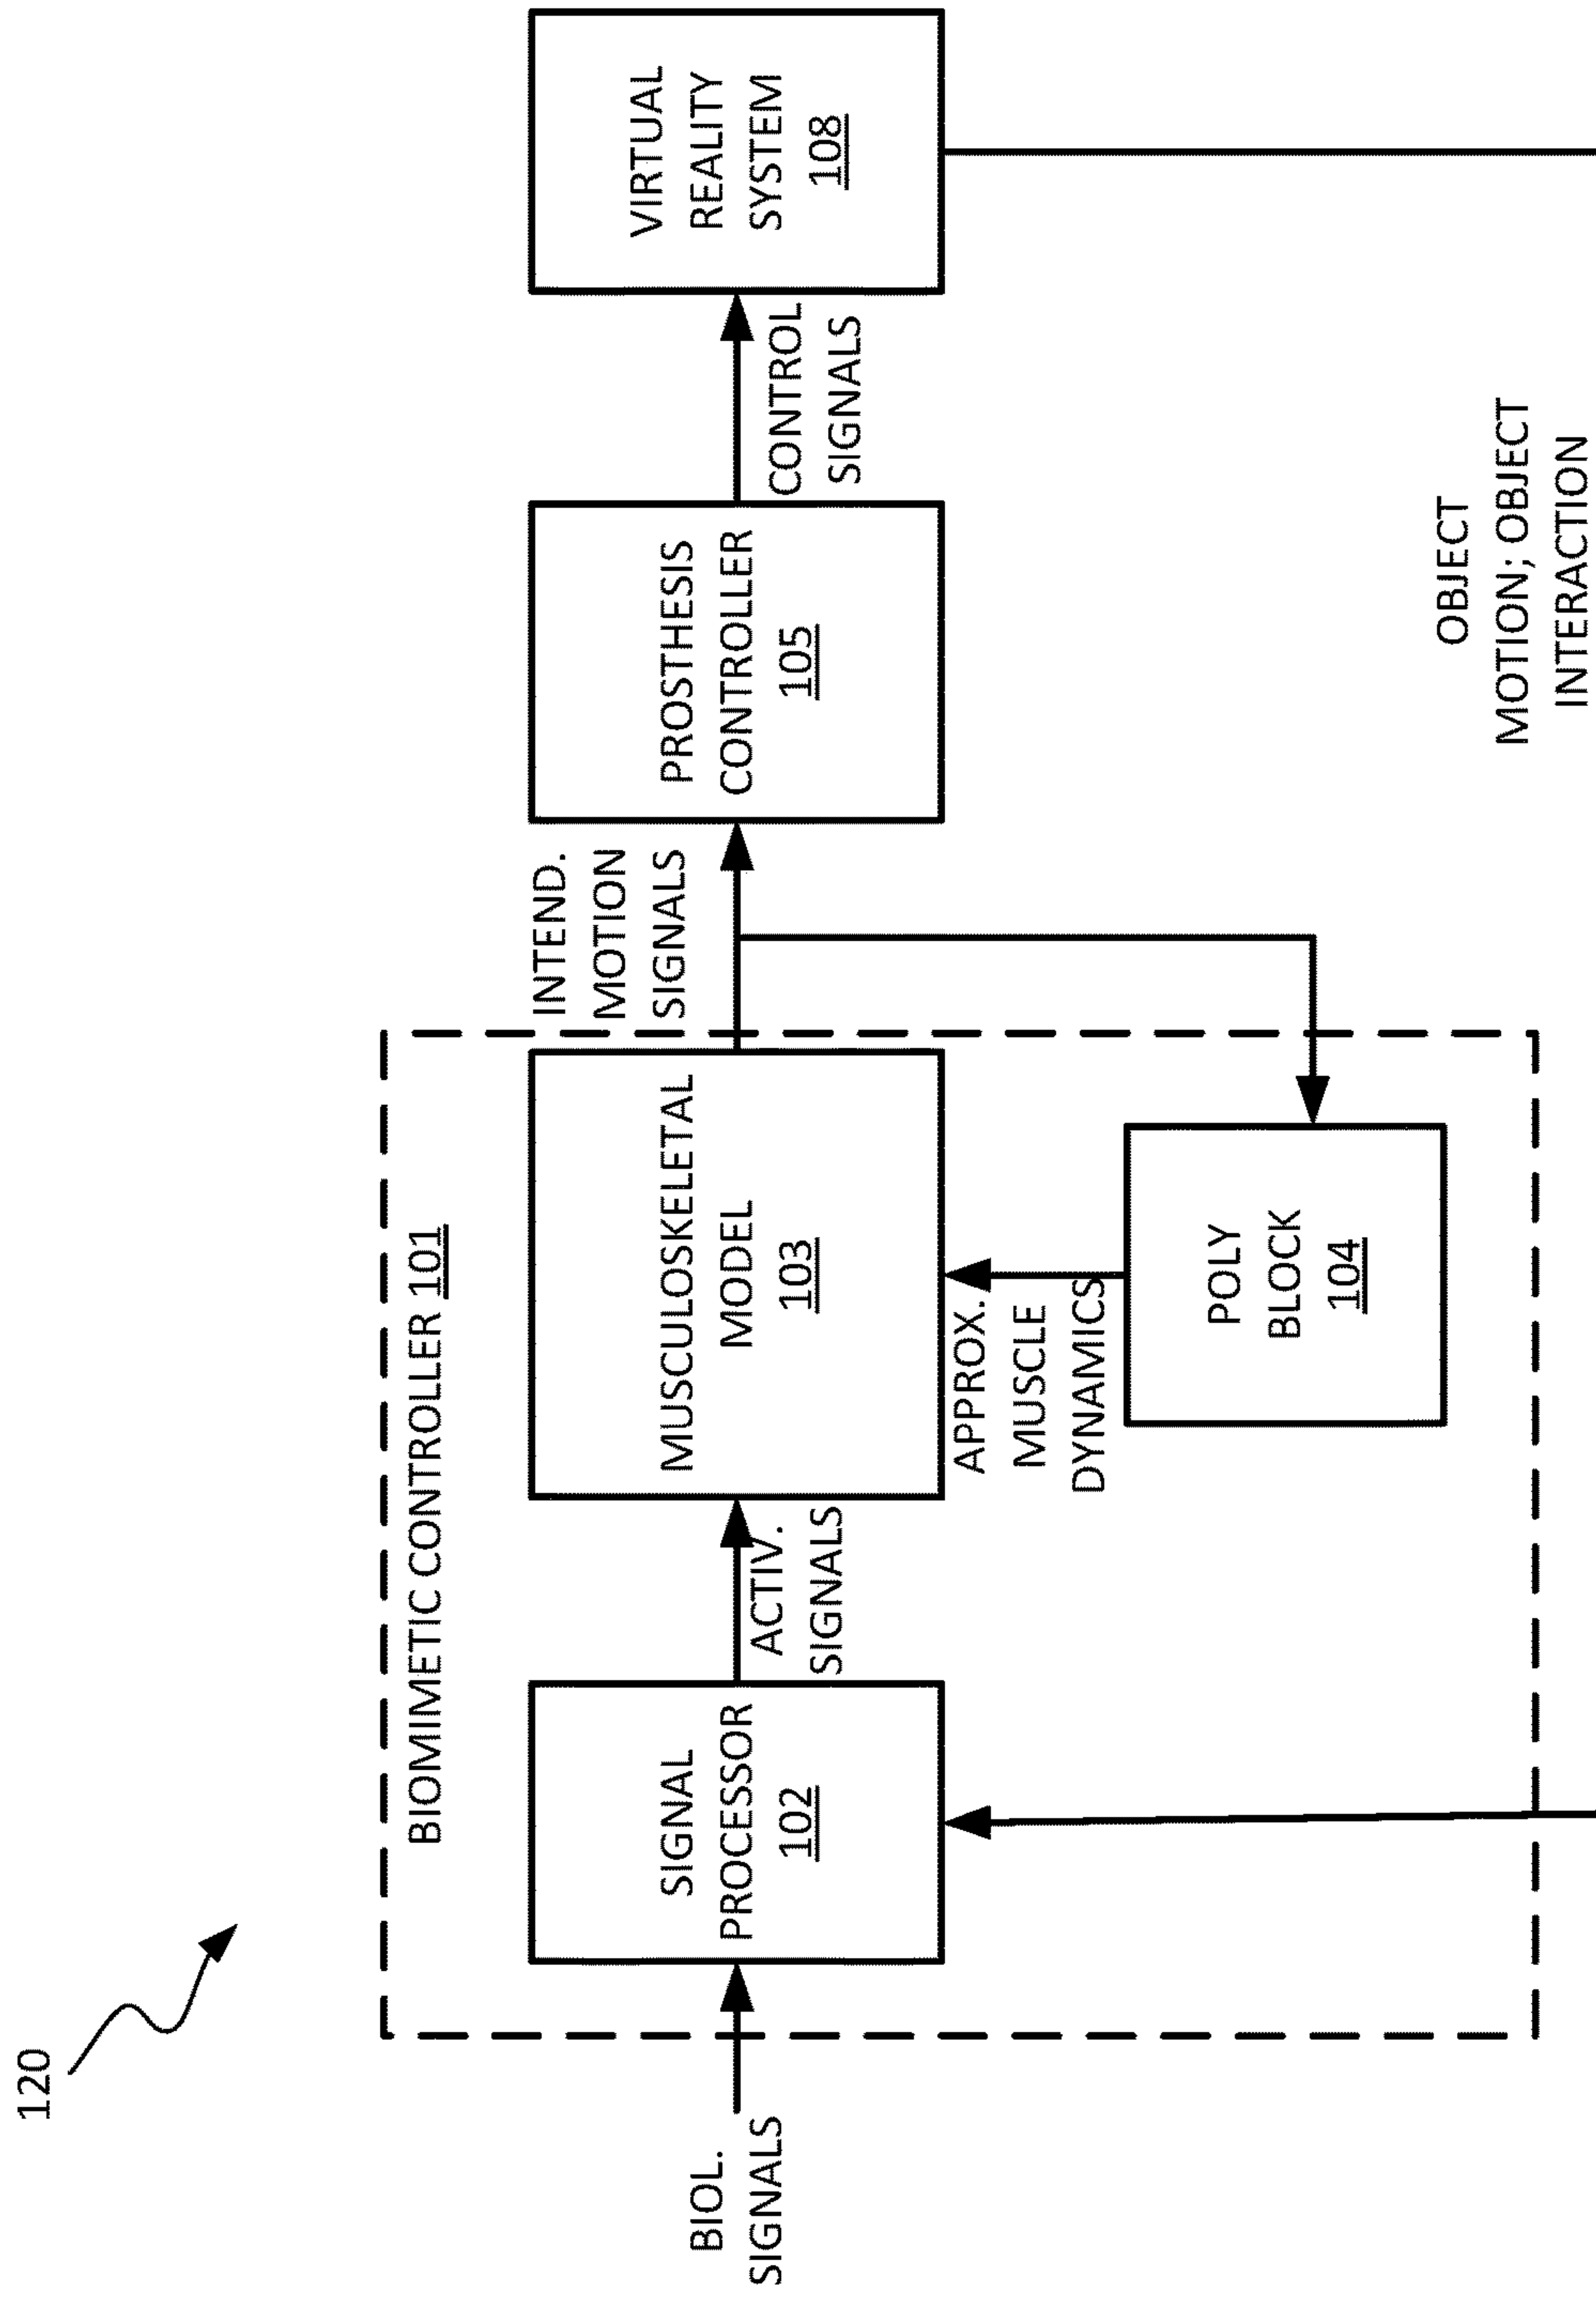 120
BIOMIMETIC CONTROLLER 101
BIOL.
SIGNALS
SIGNAL
PROCESSOR
102
ACTIV.
SIGNALS
MUSCULOSKELETAL
MODEL
103
APPROX.
MUSCLE
DYNAMICS
POLY
BLOCK
104
INTEND.
MOTION
SIGNALS
PROSTHESIS
CONTROLLER
105
CONTROL
SIGNALS
VIRTUAL
REALITY
SYSTEM
108
OBJECT
MOTION; OBJECT
INTERACTION